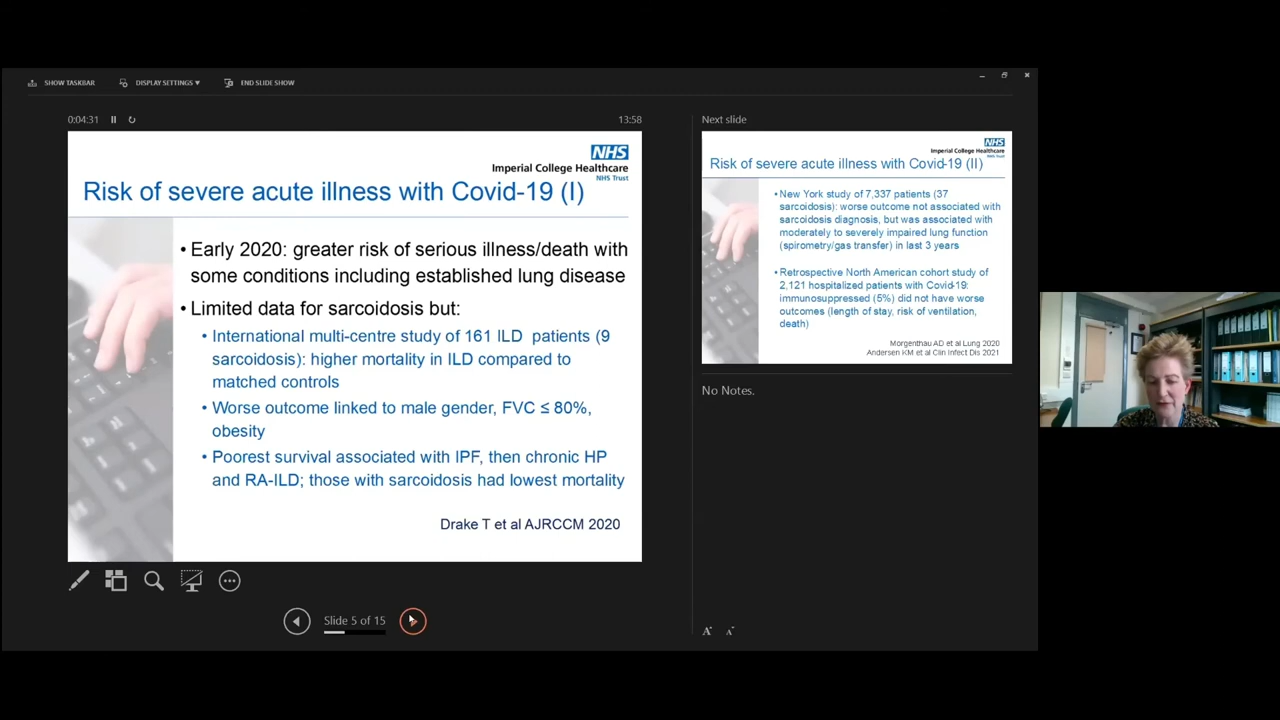 SHOW TASKBAR
DISPLAY SETTINGS ▾
END SLIDE SHOW
0:04:31
13:58
NHS
Imperial College Healthcare
NHS Trust
Risk of severe acute illness with Covid-19 (I)
• Early 2020: greater risk of serious illness/death with
some conditions including established lung disease
• Limited data for sarcoidosis but:
• International multi-centre study of 161 ILD patients (9
sarcoidosis): higher mortality in ILD compared to
matched controls
• Worse outcome linked to male gender, FVC ≤ 80%,
obesity
• Poorest survival associated with IPF, then chronic HP
and RA-ILD; those with sarcoidosis had lowest mortality
Drake T et al AJRCCM 2020
Slide 5 of 15
Next slide
NHS
Imperial College Healthcare
NHS Trust
Risk of severe acute illness with Covid-19 (II)
• New York study of 7,337 patients (37
sarcoidosis): worse outcome not associated with
sarcoidosis diagnosis, but was associated with
moderately to severely impaired lung function
(spirometry/gas transfer) in last 3 years
• Retrospective North American cohort study of
2,121 hospitalized patients with Covid-19:
immunosuppressed (5%) did not have worse
outcomes (length of stay, risk of ventilation,
death)
Morgenthau AD et al Lung 2020
Andersen KM et al Clin Infect Dis 2021
No Notes.
A A